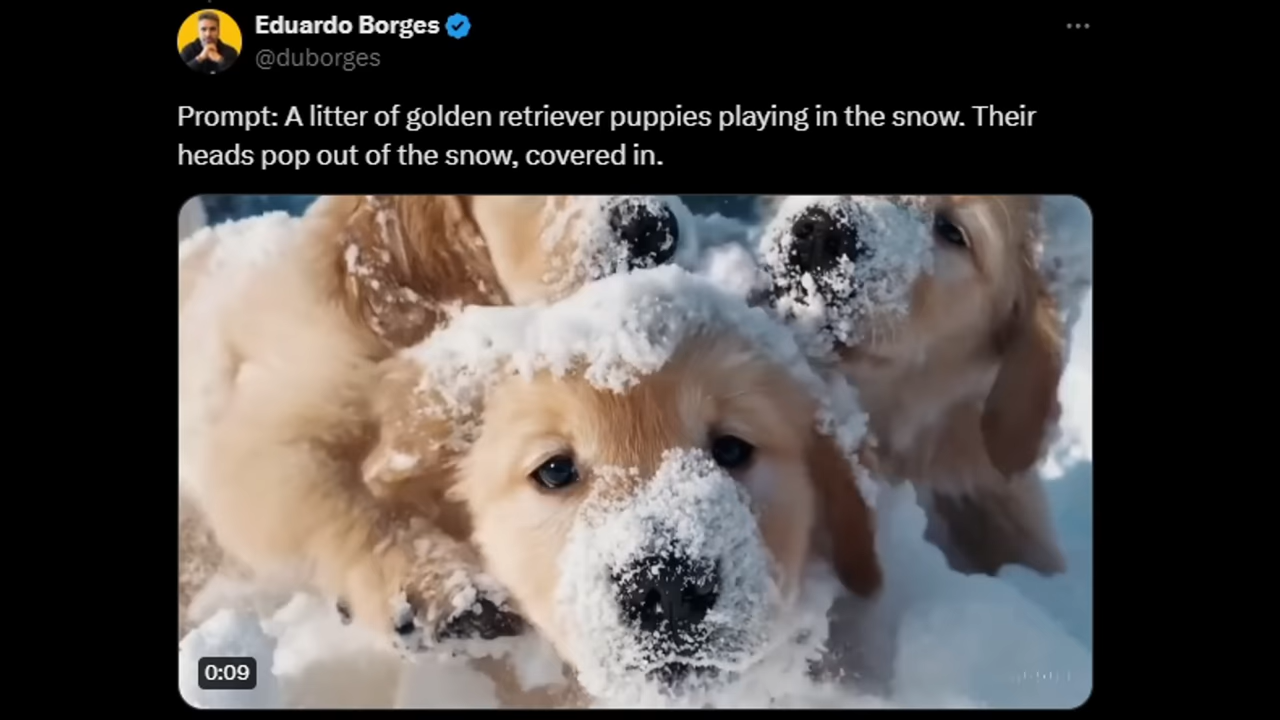 Eduardo Borges
@duborges
Prompt: A litter of golden retriever puppies playing in the snow. Their
heads pop out of the snow, covered in.
0:09